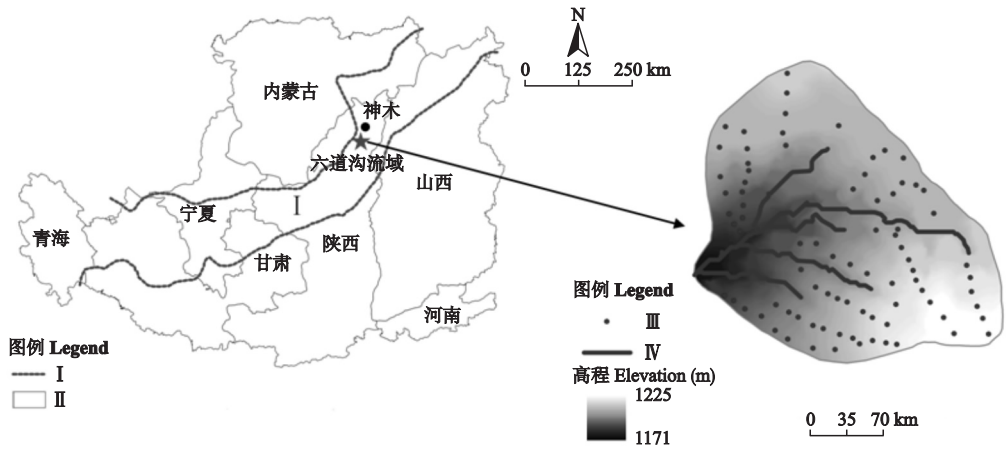 N
0 125 250 km
内蒙古
神木
六道沟流域
山西
I
宁夏
青海
陕西
甘肃
河南
图例 Legend
I
II
图例 Legend
III
IV
高程 Elevation (m)
1225
1171
0 35 70 km